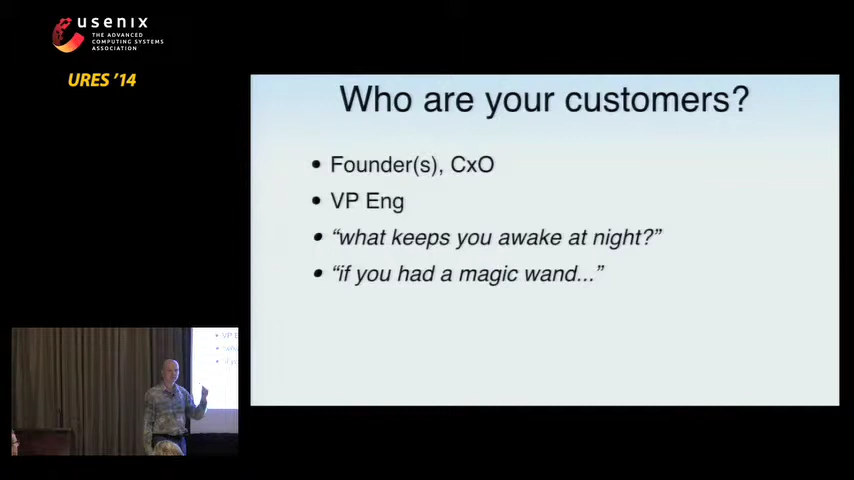 usenix
THE ADVANCED
COMPUTING SYSTEMS
ASSOCIATION
URES '14
Who are your customers?
• Founder(s), CxO
• VP Eng
• “what keeps you awake at night?”
• “if you had a magic wand...”